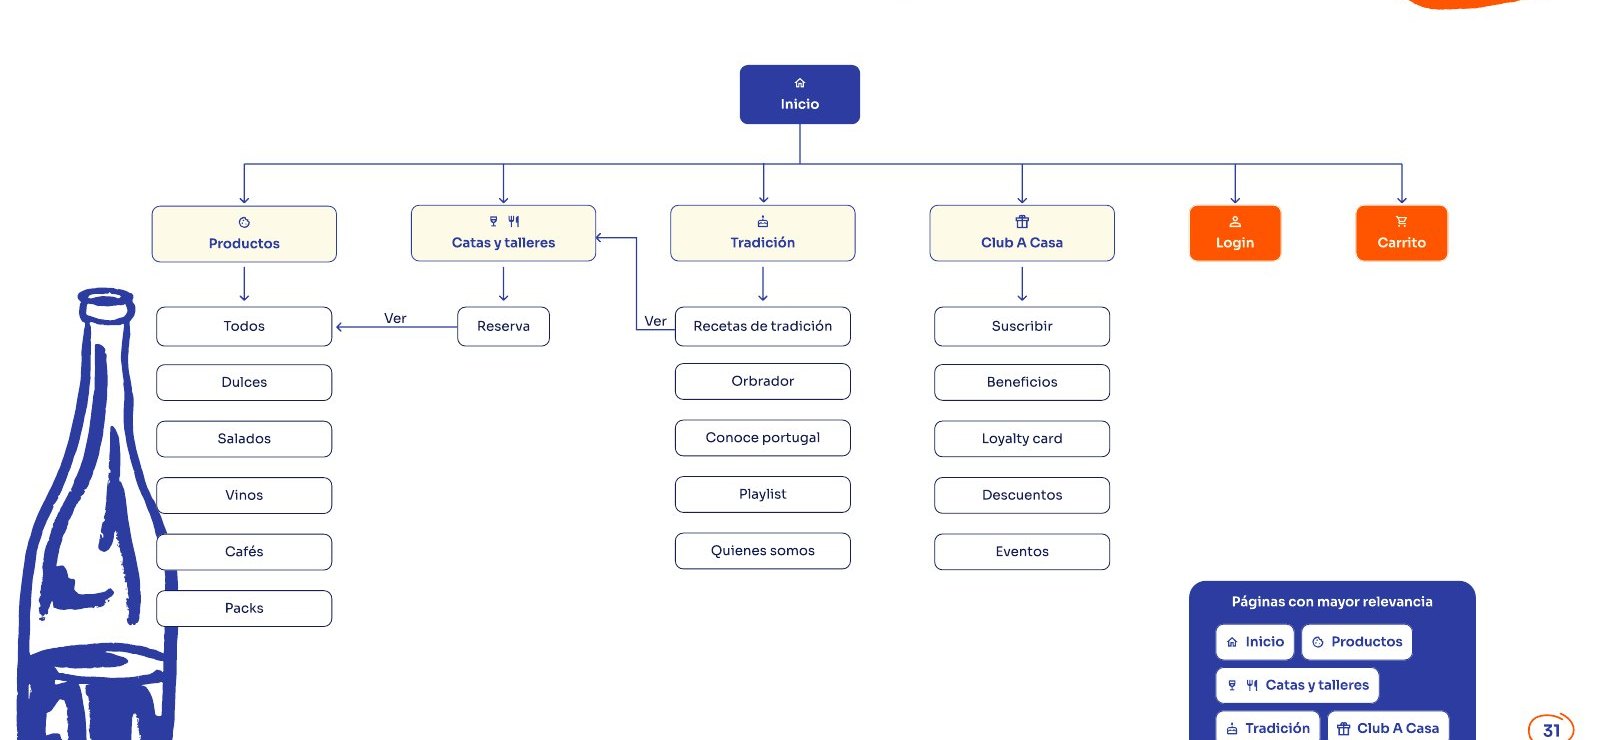 Inicio
Productos
Catas y talleres
Tradición
Club A Casa
Login
Carrito
Todos
Ver
Reserva
Ver
Recetas de tradición
Suscribir
Dulces
Orbrador
Beneficios
Salados
Conoce portugal
Loyalty card
Vinos
Playlist
Descuentos
Cafés
Quienes somos
Eventos
Packs
Páginas con mayor relevancia
Inicio
Productos
Catas y talleres
Tradición
Club A Casa
31